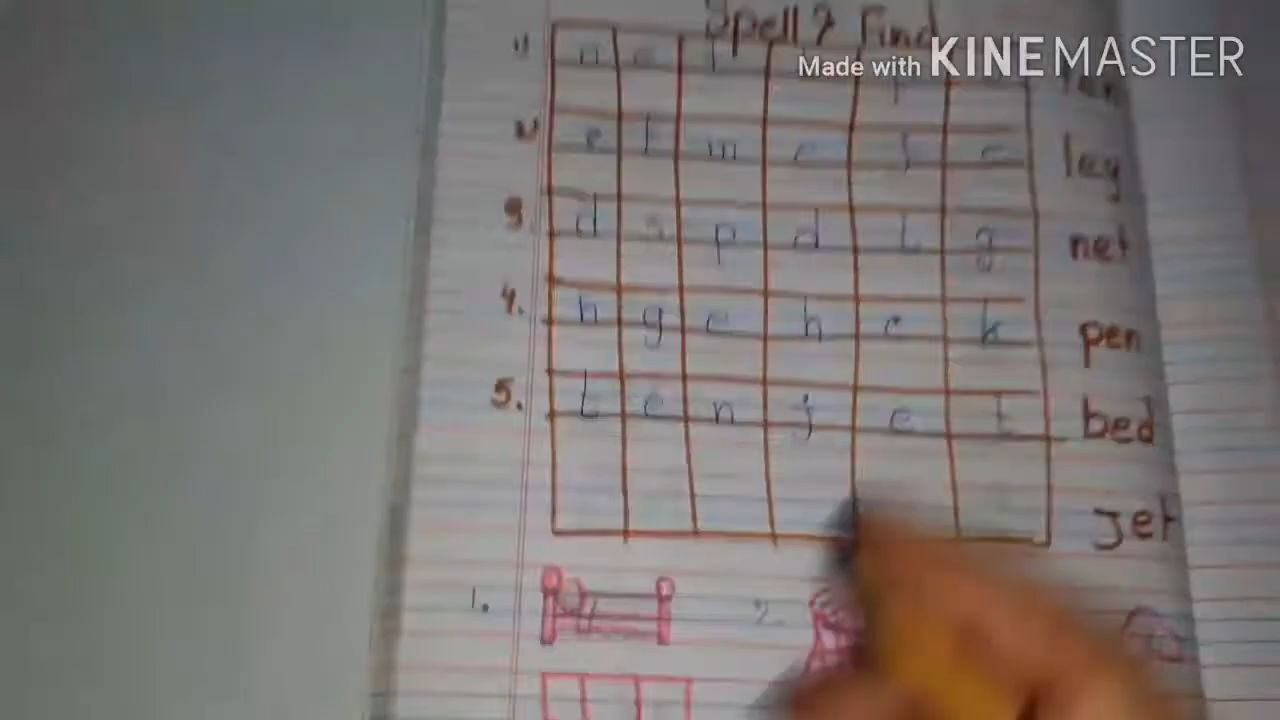 Spell & Find
Made with KINEMASTER
e t m e f e
leg
3. d a p d L g
net
4. h g e h e k
pen
5. t e n j e t
bed
Jet
1.
2.